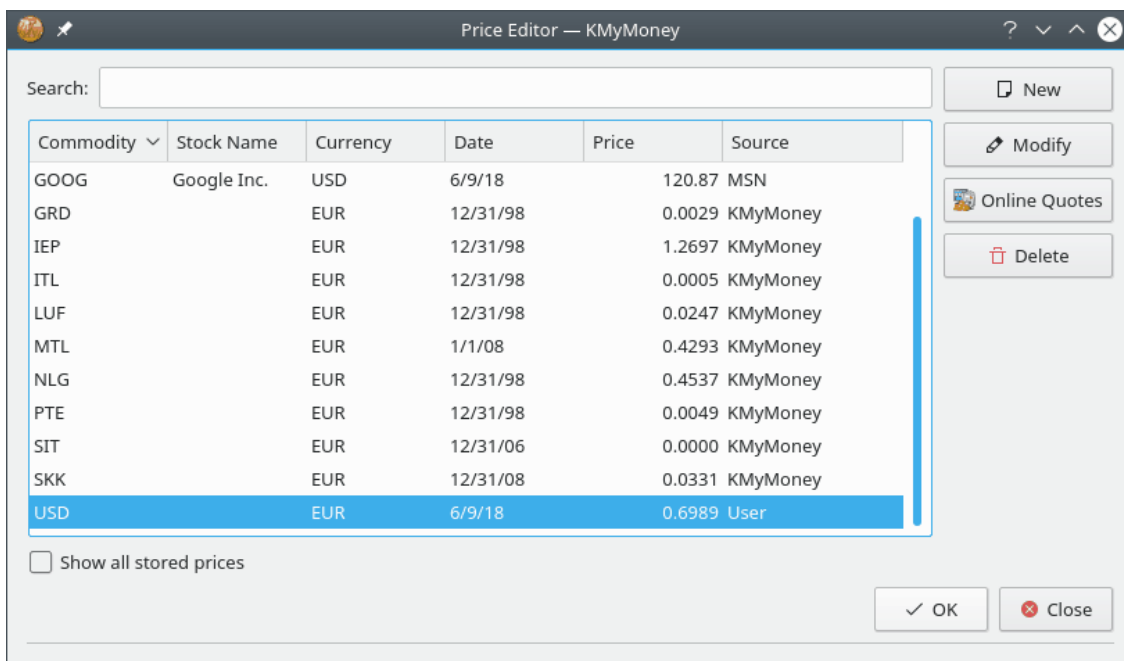 Price Editor — KMyMoney
Search:
New
Commodity Stock Name Currency Date Price Source
Modify
GOOG Google Inc. USD 6/9/18 120.87 MSN
Online Quotes
GRD EUR 12/31/98 0.0029 KMyMoney
IEP EUR 12/31/98 1.2697 KMyMoney
Delete
ITL EUR 12/31/98 0.0005 KMyMoney
LUF EUR 12/31/98 0.0247 KMyMoney
MTL EUR 1/1/08 0.4293 KMyMoney
NLG EUR 12/31/98 0.4537 KMyMoney
PTE EUR 12/31/98 0.0049 KMyMoney
SIT EUR 12/31/06 0.0000 KMyMoney
SKK EUR 12/31/08 0.0331 KMyMoney
USD EUR 6/9/18 0.6989 User
Show all stored prices
OK Close